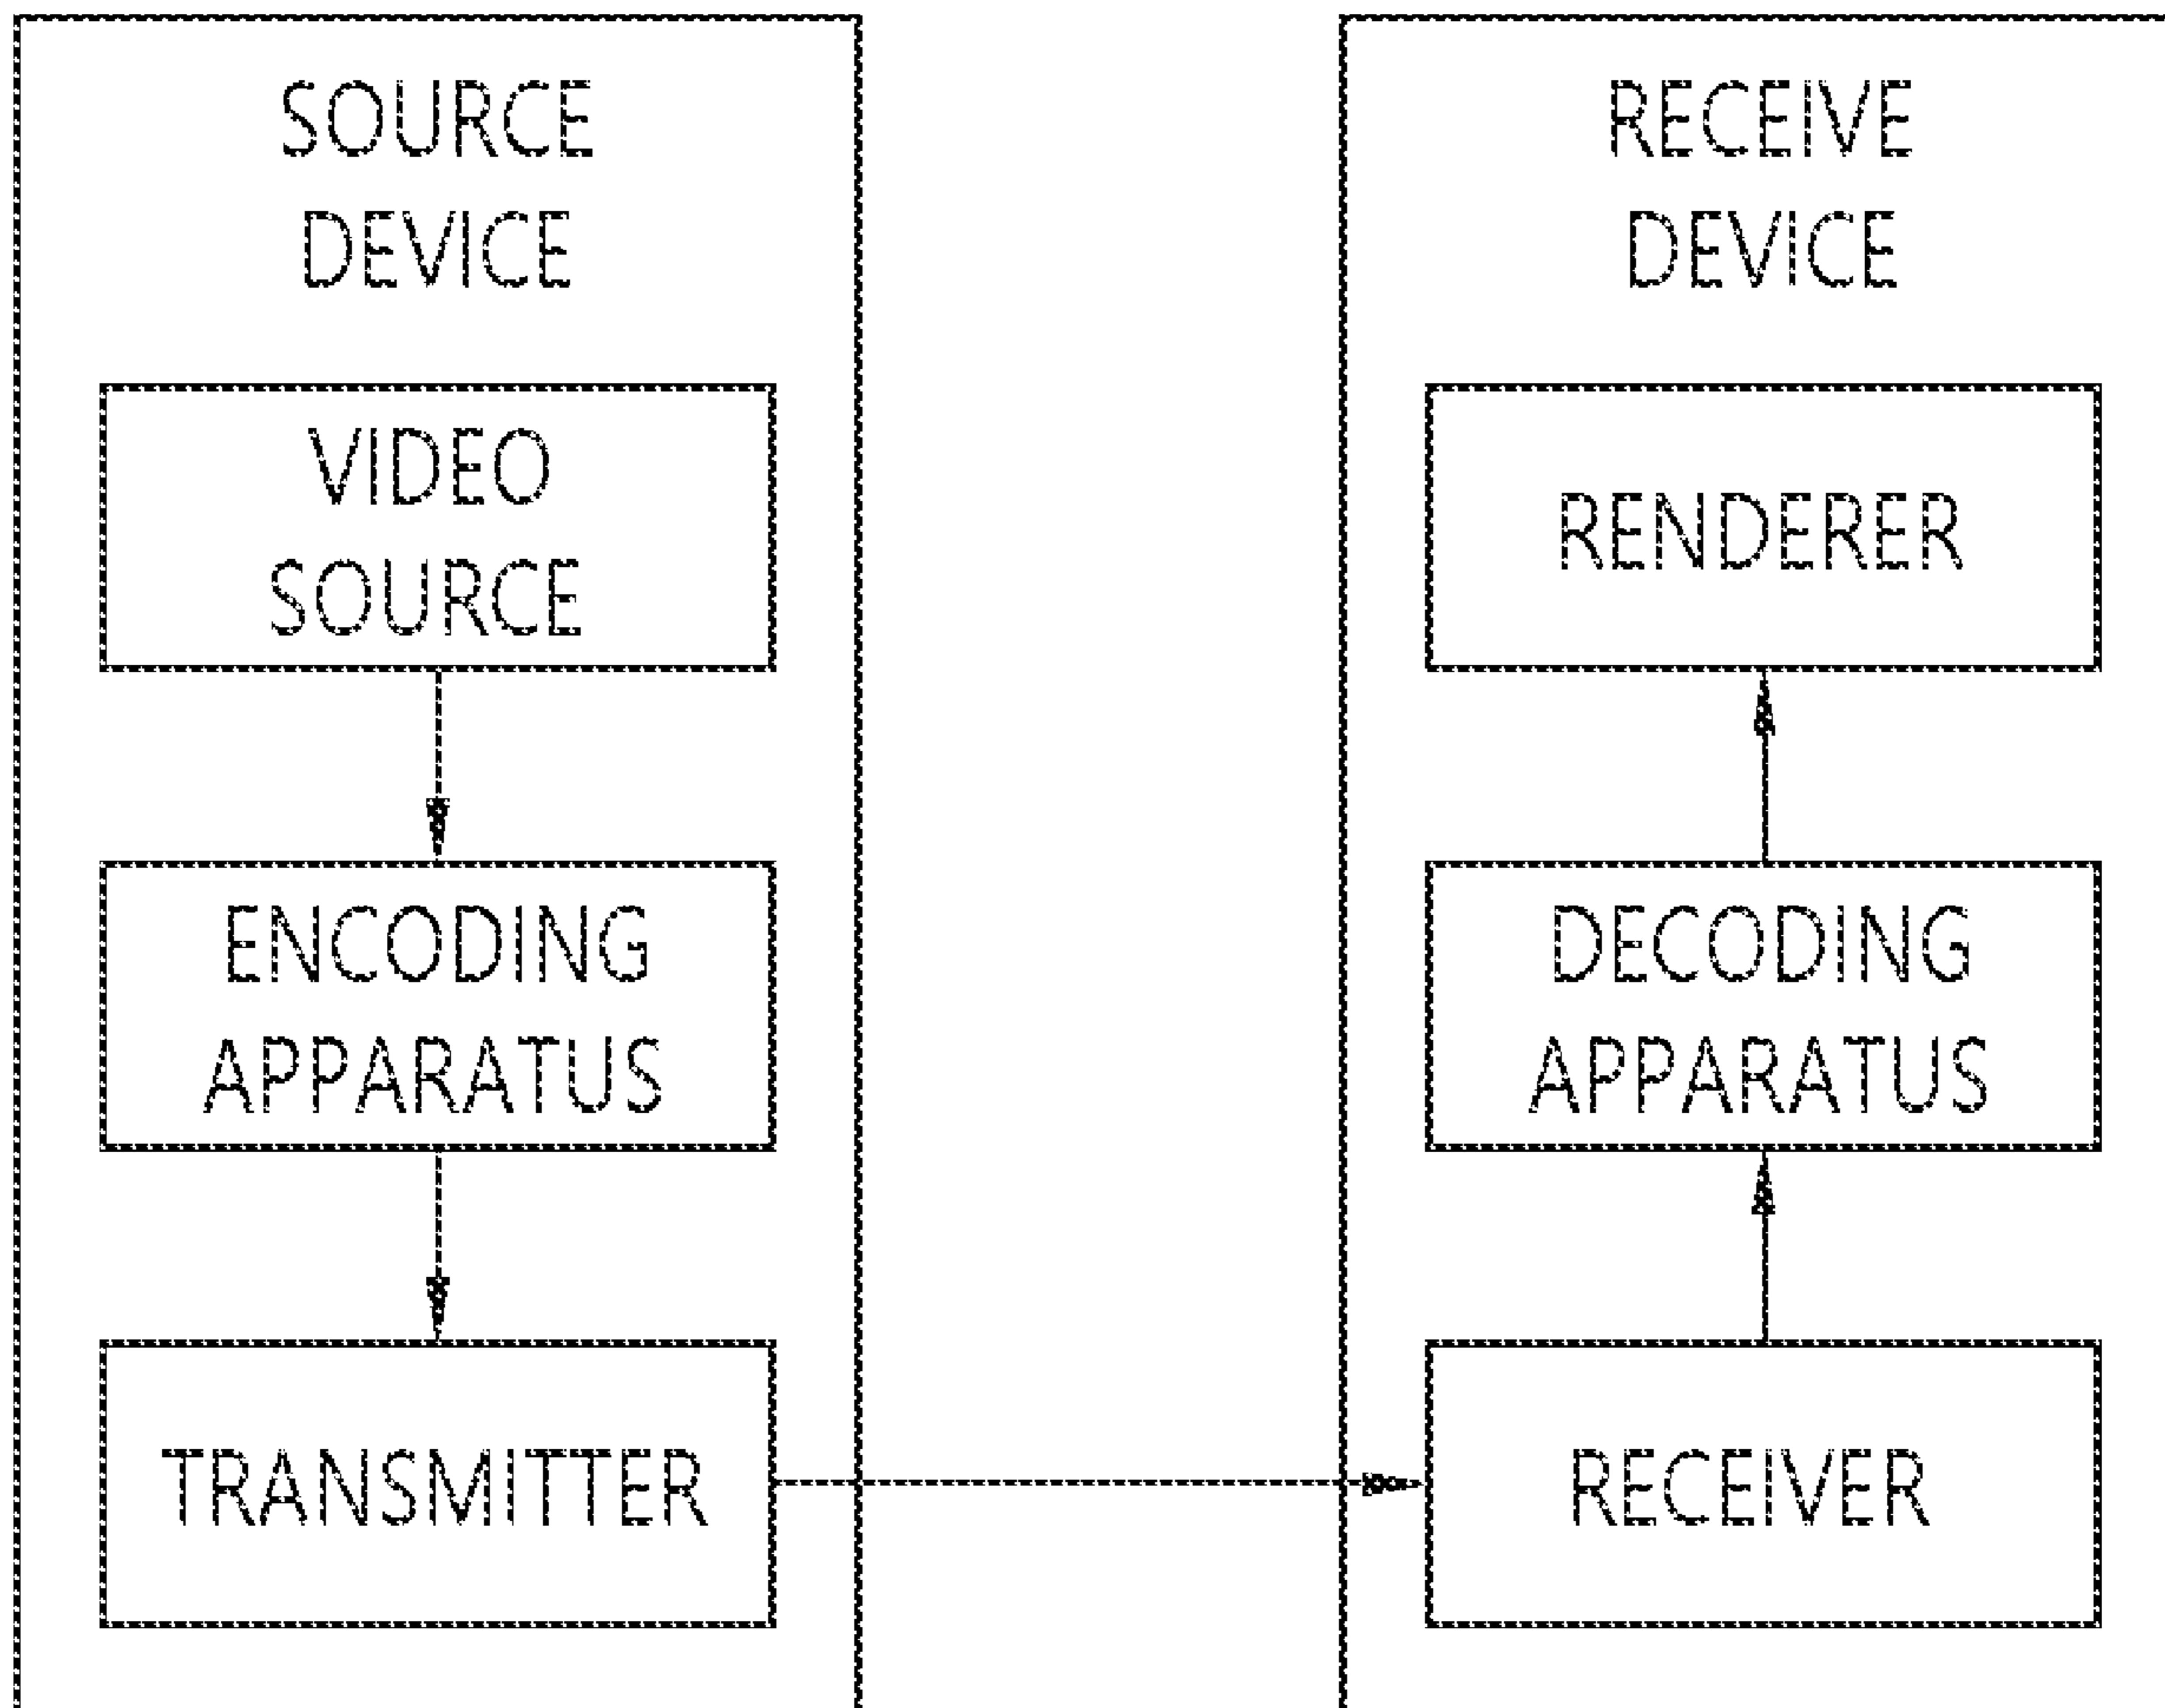 SOURCE
DEVICE
VIDEO
SOURCE
ENCODING
APPARATUS
TRANSMITTER
RECEIVE
DEVICE
RENDERER
DECODING
APPARATUS
RECEIVER